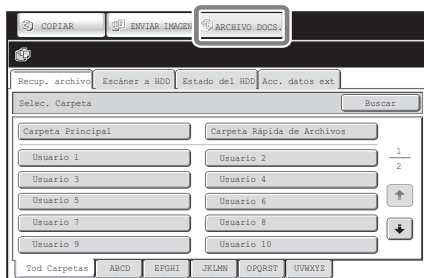 COPIAR ENVIAR IMAGEN ARCHIVO DOCS.
Recup. archivo Escáner a HDD Estado del HDD Acc. datos ext
Selec. Carpeta Buscar
Carpeta Principal Carpeta Rápida de Archivos
Usuario 1 Usuario 2
Usuario 3 Usuario 4
Usuario 5 Usuario 6
Usuario 7 Usuario 8
Usuario 9 Usuario 10
1
2
Tod Carpetas ABCD EFGHI JKLMN OPQRST UVWXYZ